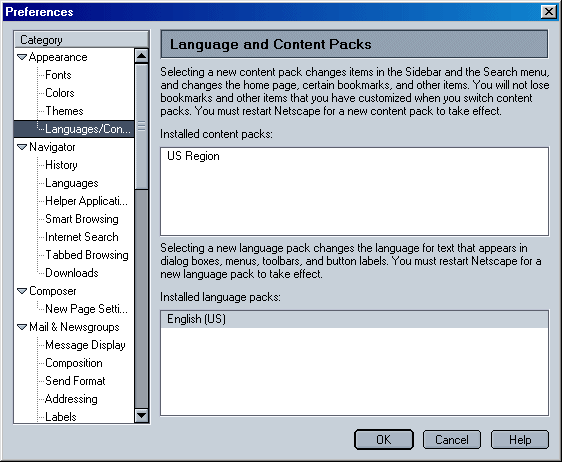 Preferences
Category
Appearance
Fonts
Colors
Themes
Languages/Con...
Navigator
History
Languages
Helper Applicati...
Smart Browsing
Internet Search
Tabbed Browsing
Downloads
Composer
New Page Setti...
Mail & Newsgroups
Message Display
Composition
Send Format
Addressing
Labels
Language and Content Packs
Selecting a new content pack changes items in the Sidebar and the Search menu,
and changes the home page, certain bookmarks, and other items. You will not lose
bookmarks and other items that you have customized when you switch content
packs. You must restart Netscape for a new content pack to take effect.
Installed content packs:
US Region
Selecting a new language pack changes the language for text that appears in
dialog boxes, menus, toolbars, and button labels. You must restart Netscape for a
new language pack to take effect.
Installed language packs:
English (US)
OK
Cancel
Help